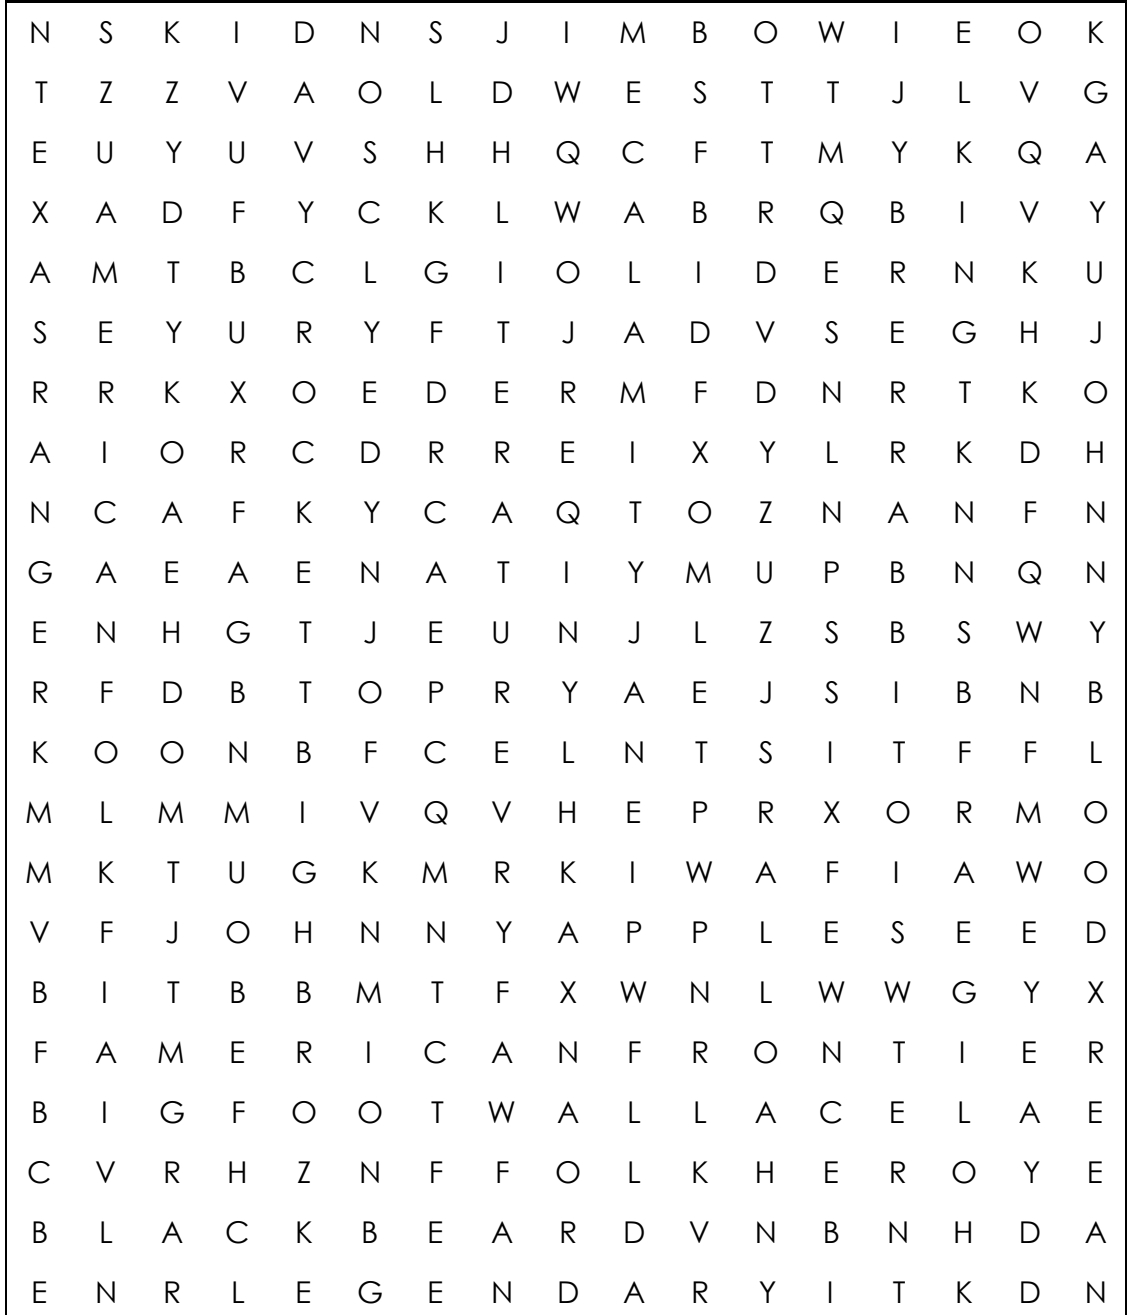 N S K I D N S J I M B O W I E O K
T Z Z V A O L D W E S T T J L V G
E U Y U V S H H Q C F T M Y K Q A
X A D F Y C K L W A B R Q B I V Y
A M T B C L G I O L I D E R N K U
S E Y U R Y F T J A D V S E G H J
R R K X O E D E R M F D N R T K O
A I O R C D R R E I X Y L R K D H
N C A F K Y C A Q T O Z N A N F N
G A E A E N A T I Y M U P B N Q N
E N H G T J E U N J L Z S B S W Y
R F D B T O P R Y A E J S I B N B
K O O N B F C E L N T S I T F F L
M L M M I V Q V H E P R X O R M O
M K T U G K M R K I W A F I A W O
V F J O H N N Y A P P L E S E E D
B I T B B M T F X W N L W W G Y X
F A M E R I C A N F R O N T I E R
B I G F O O T W A L L A C E L A E
C V R H Z N F F O L K H E R O Y E
B L A C K B E A R D V N B N H D A
E N R L E G E N D A R Y I T K D N